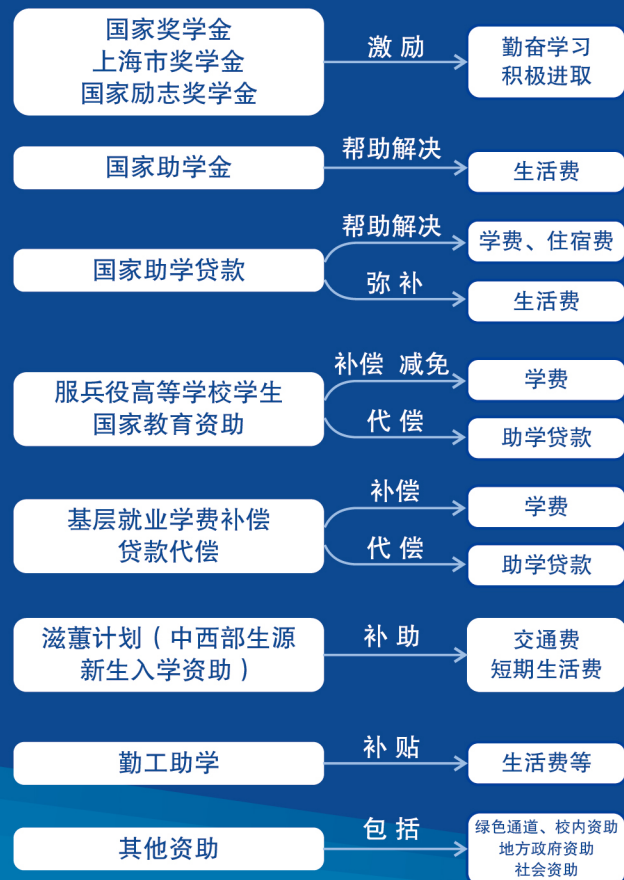 国家奖学金
上海市奖学金
国家励志奖学金
激励
勤奋学习
积极进取
国家助学金
帮助解决
生活费
国家助学贷款
帮助解决
学费、住宿费
弥补
生活费
服兵役高等学校学生
国家教育资助
补偿 减免
学费
代偿
助学贷款
基层就业学费补偿
贷款代偿
补偿
学费
代偿
助学贷款
滋蕙计划（中西部生源
新生入学资助）
补助
交通费
短期生活费
勤工助学
补贴
生活费等
其他资助
包括
绿色通道、校内资助
地方政府资助
社会资助